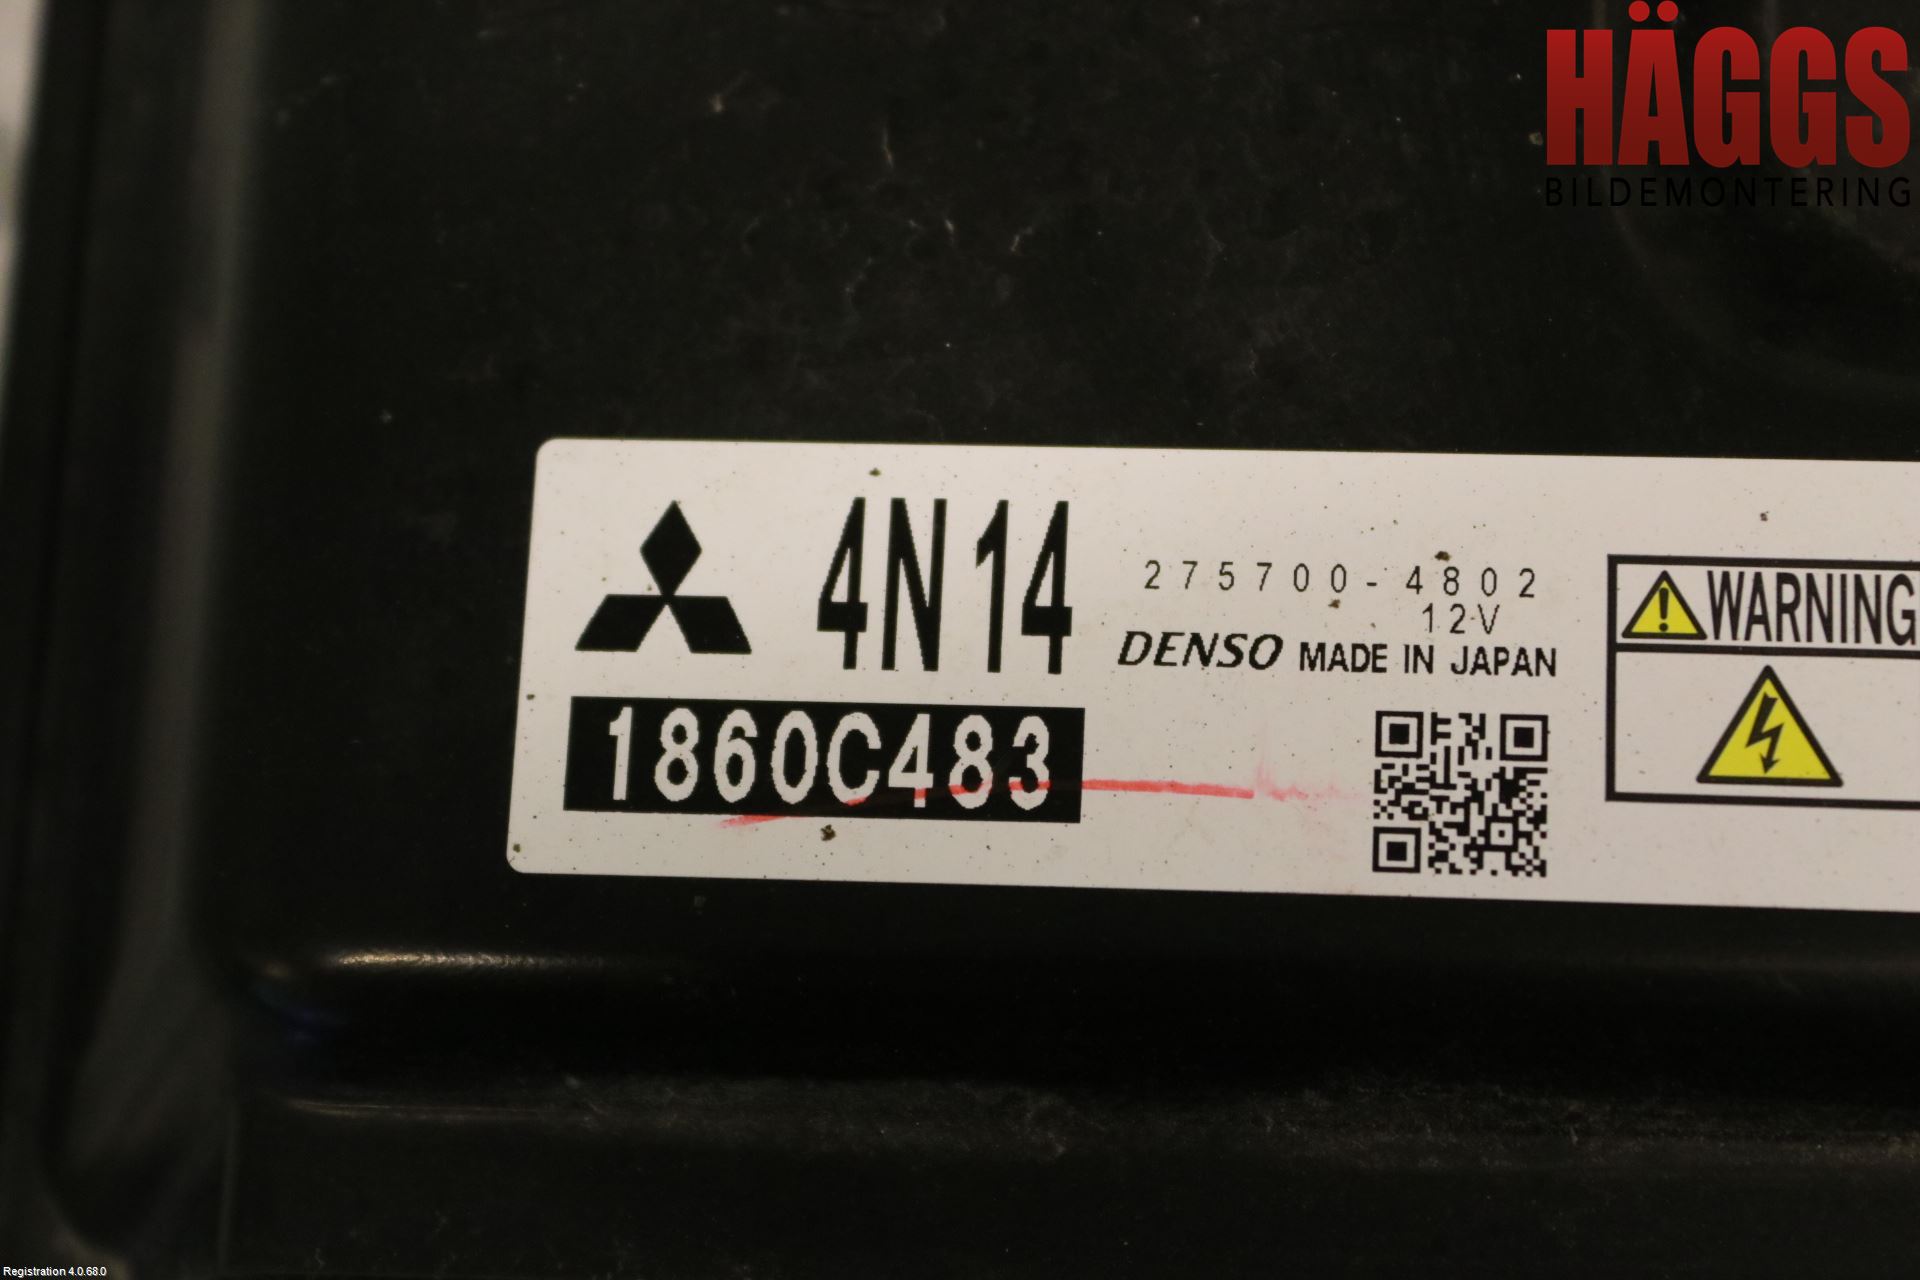 HÄGGS
BILDEMONTERING
4N14
275700-4802
12V
DENSO MADE IN JAPAN
WARNING
1860C483
Registration 4.0.68.0